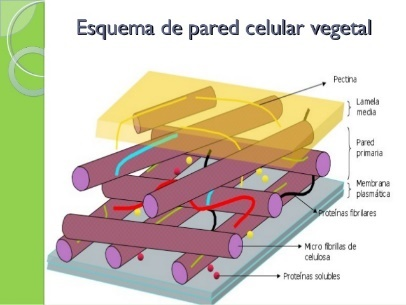 Esquema de pared celular vegetal
Pectina
Lamela
media
Pared
primaria
Membrana
plasmática
Proteínas fibrilares
Micro fibrillas de
celulosa
Proteínas solubles